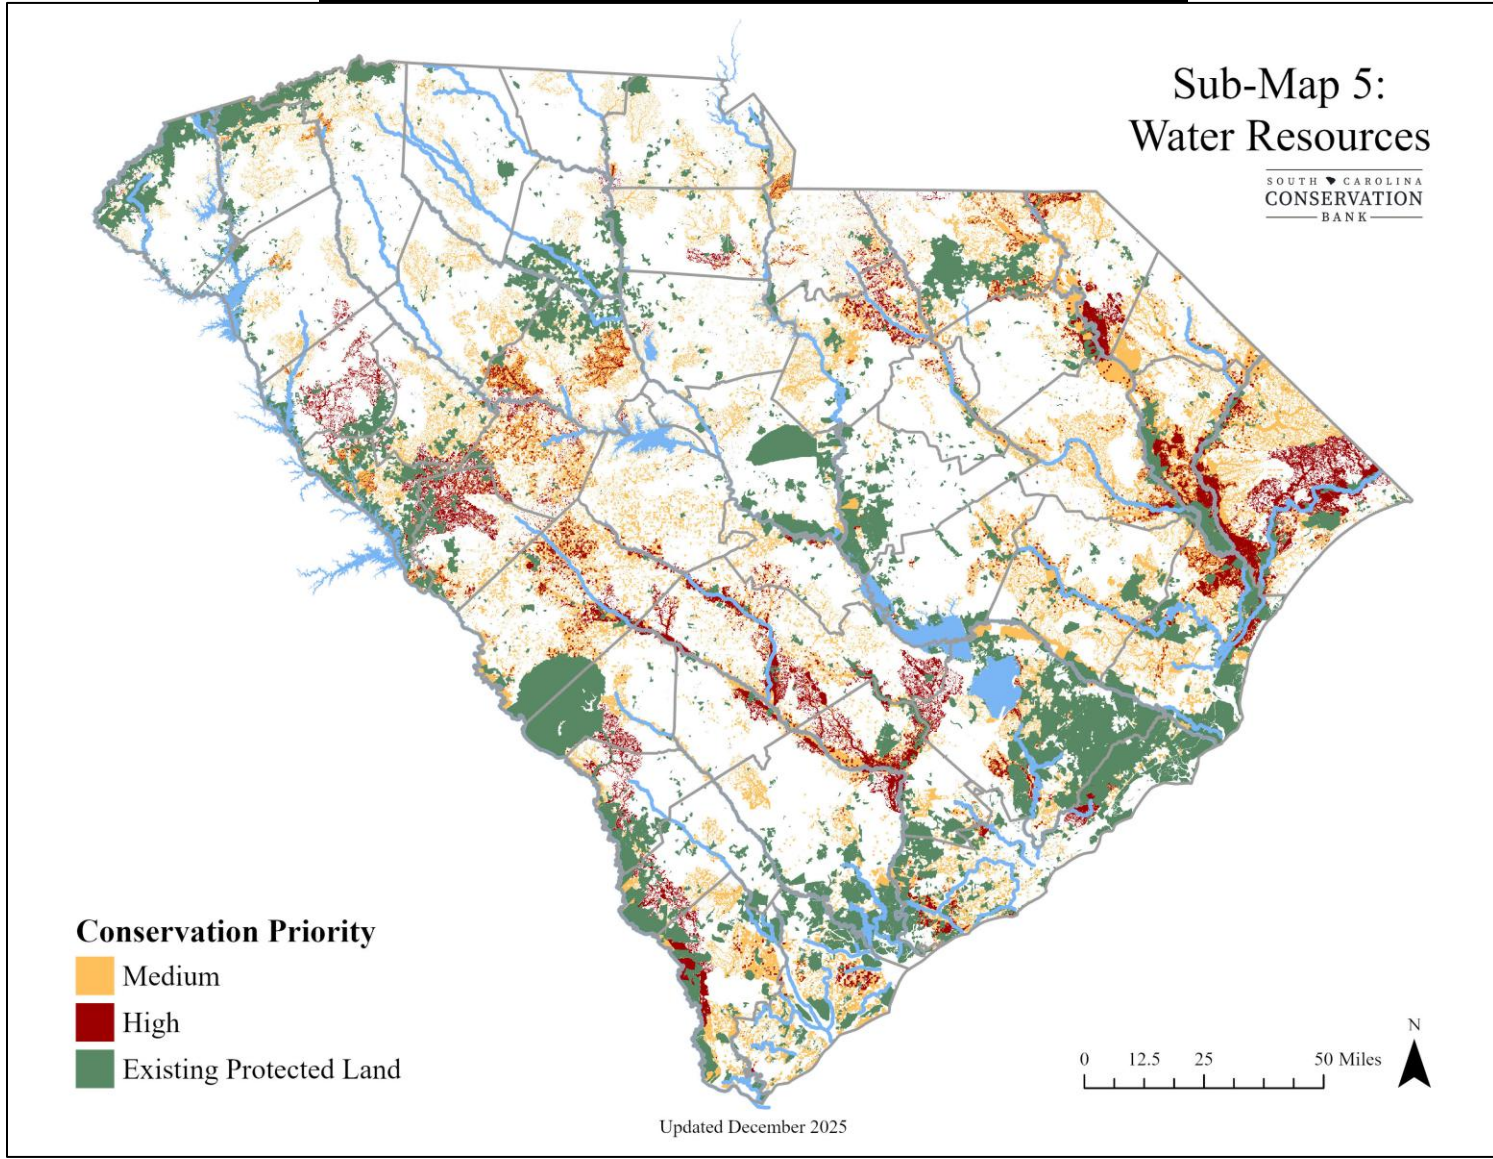 Sub-Map 5:
Water Resources
SOUTH CAROLINA
CONSERVATION
BANK
Conservation Priority
Medium
High
Existing Protected Land
N
0 12.5 25 50 Miles
Updated December 2025